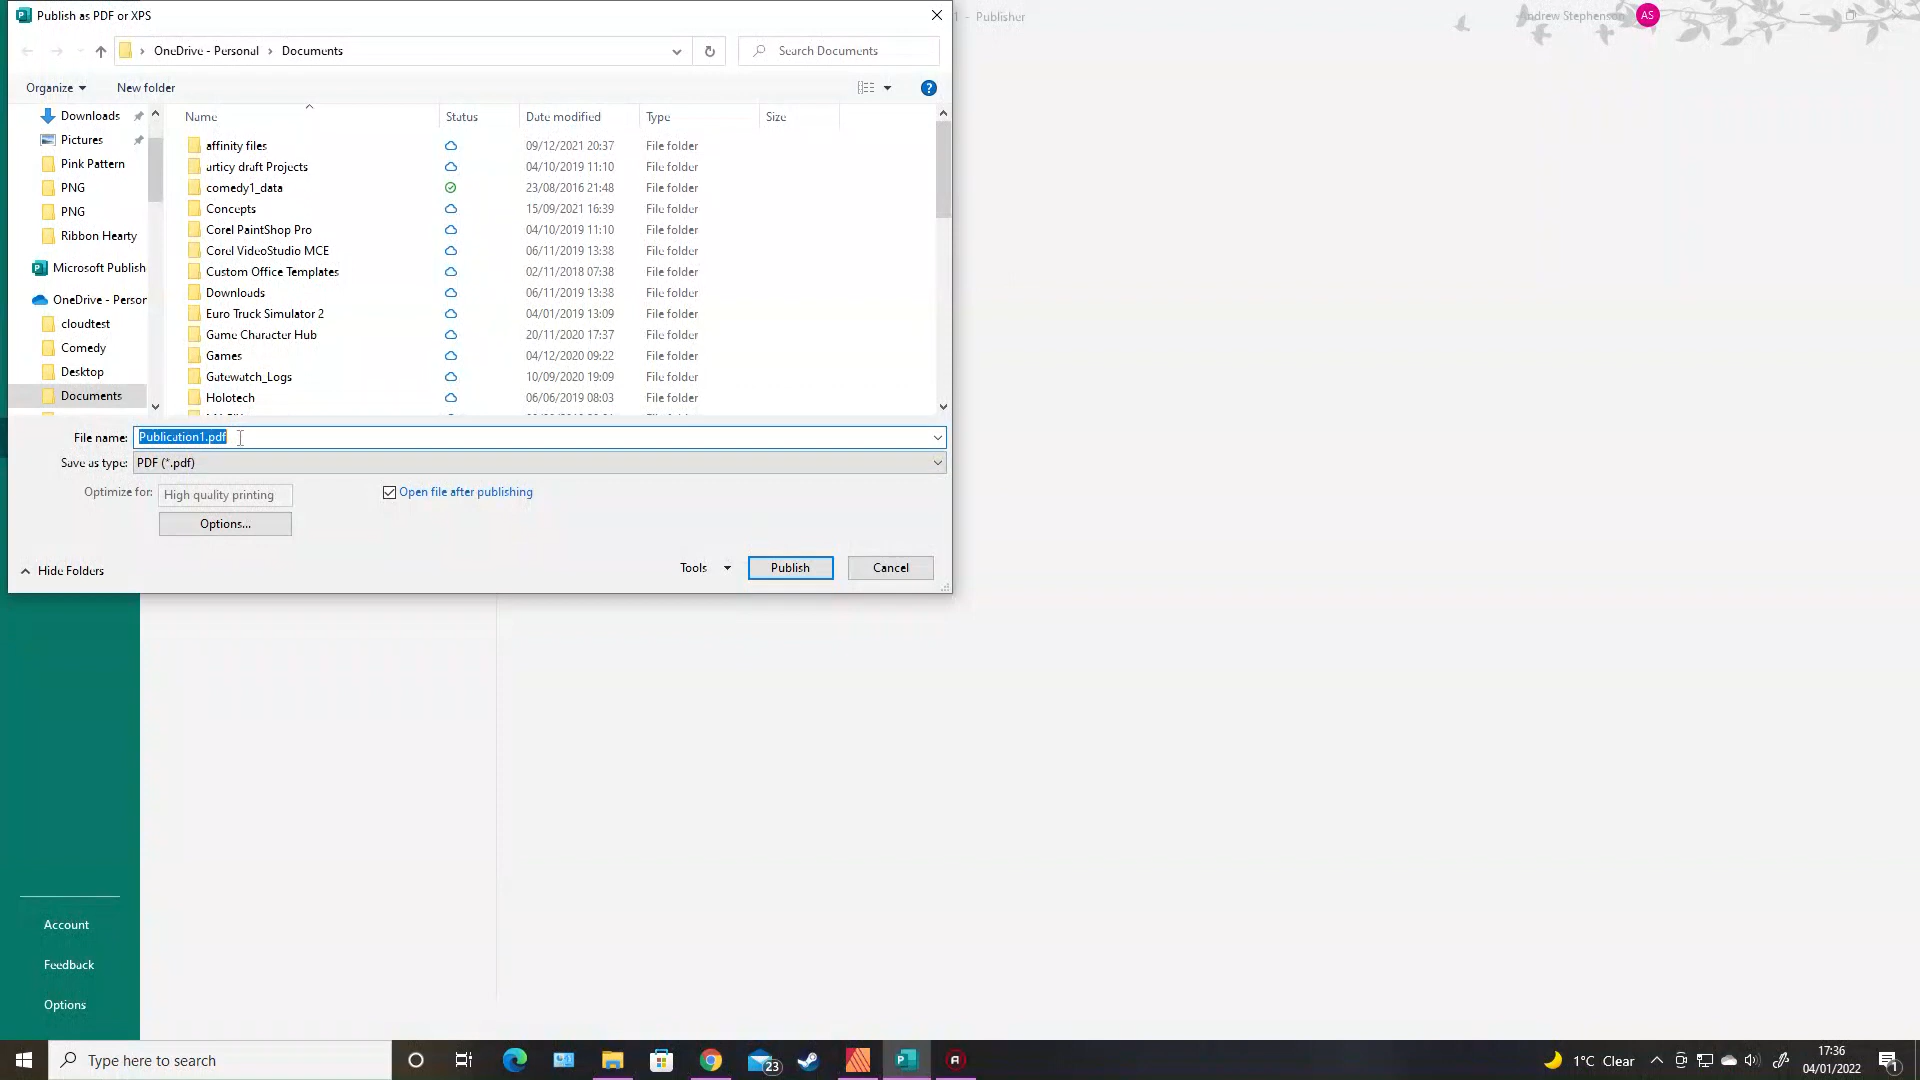 Publish as PDF or XPS
1 - Publisher
Andrew Stephenson
AS
OneDrive - Personal
Documents
Search Documents
Organize
New folder
Downloads
Pictures
Pink Pattern
PNG
PNG
Ribbon Hearty
Microsoft Publish
OneDrive - Person
cloudtest
Comedy
Desktop
Documents
Name Status Date modified Type Size
affinity files 09/12/2021 20:37 File folder
articy draft Projects 04/10/2019 11:10 File folder
comedy1_data 23/08/2016 21:48 File folder
Concepts 15/09/2021 16:39 File folder
Corel PaintShop Pro 04/10/2019 11:10 File folder
Corel VideoStudio MCE 06/11/2019 13:38 File folder
Custom Office Templates 02/11/2018 07:38 File folder
Downloads 06/11/2019 13:38 File folder
Euro Truck Simulator 2 04/01/2019 13:09 File folder
Game Character Hub 20/11/2020 17:37 File folder
Games 04/12/2020 09:22 File folder
Gatewatch_Logs 10/09/2020 19:09 File folder
Holotech 06/06/2019 08:03 File folder
File name: Publication1.pdf
Save as type: PDF (*.pdf)
Optimize for: High quality printing
Open file after publishing
Options...
Hide Folders
Tools
Publish
Cancel
Account
Feedback
Options
Type here to search
23
1°C Clear
17:36
04/01/2022
1